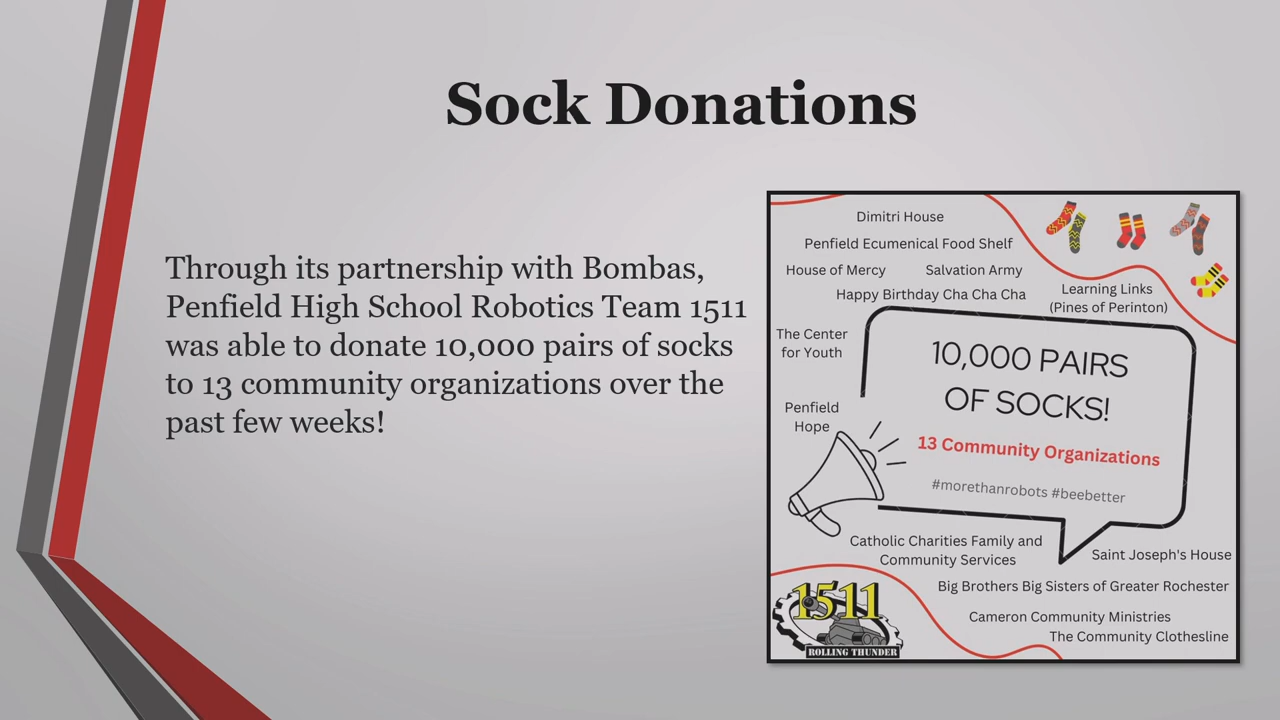 Sock Donations
Through its partnership with Bombas,
Penfield High School Robotics Team 1511
was able to donate 10,000 pairs of socks
to 13 community organizations over the
past few weeks!
Dimitri House
Penfield Ecumenical Food Shelf
House of Mercy
Salvation Army
Happy Birthday Cha Cha Cha
Learning Links
(Pines of Perinton)
The Center
for Youth
Penfield
Hope
10,000 PAIRS
OF SOCKS!
13 Community Organizations
#morethanrobots #beebetter
Catholic Charities Family and
Community Services
Saint Joseph's House
Big Brothers Big Sisters of Greater Rochester
Cameron Community Ministries
The Community Clothesline
1511
ROLLING THUNDER